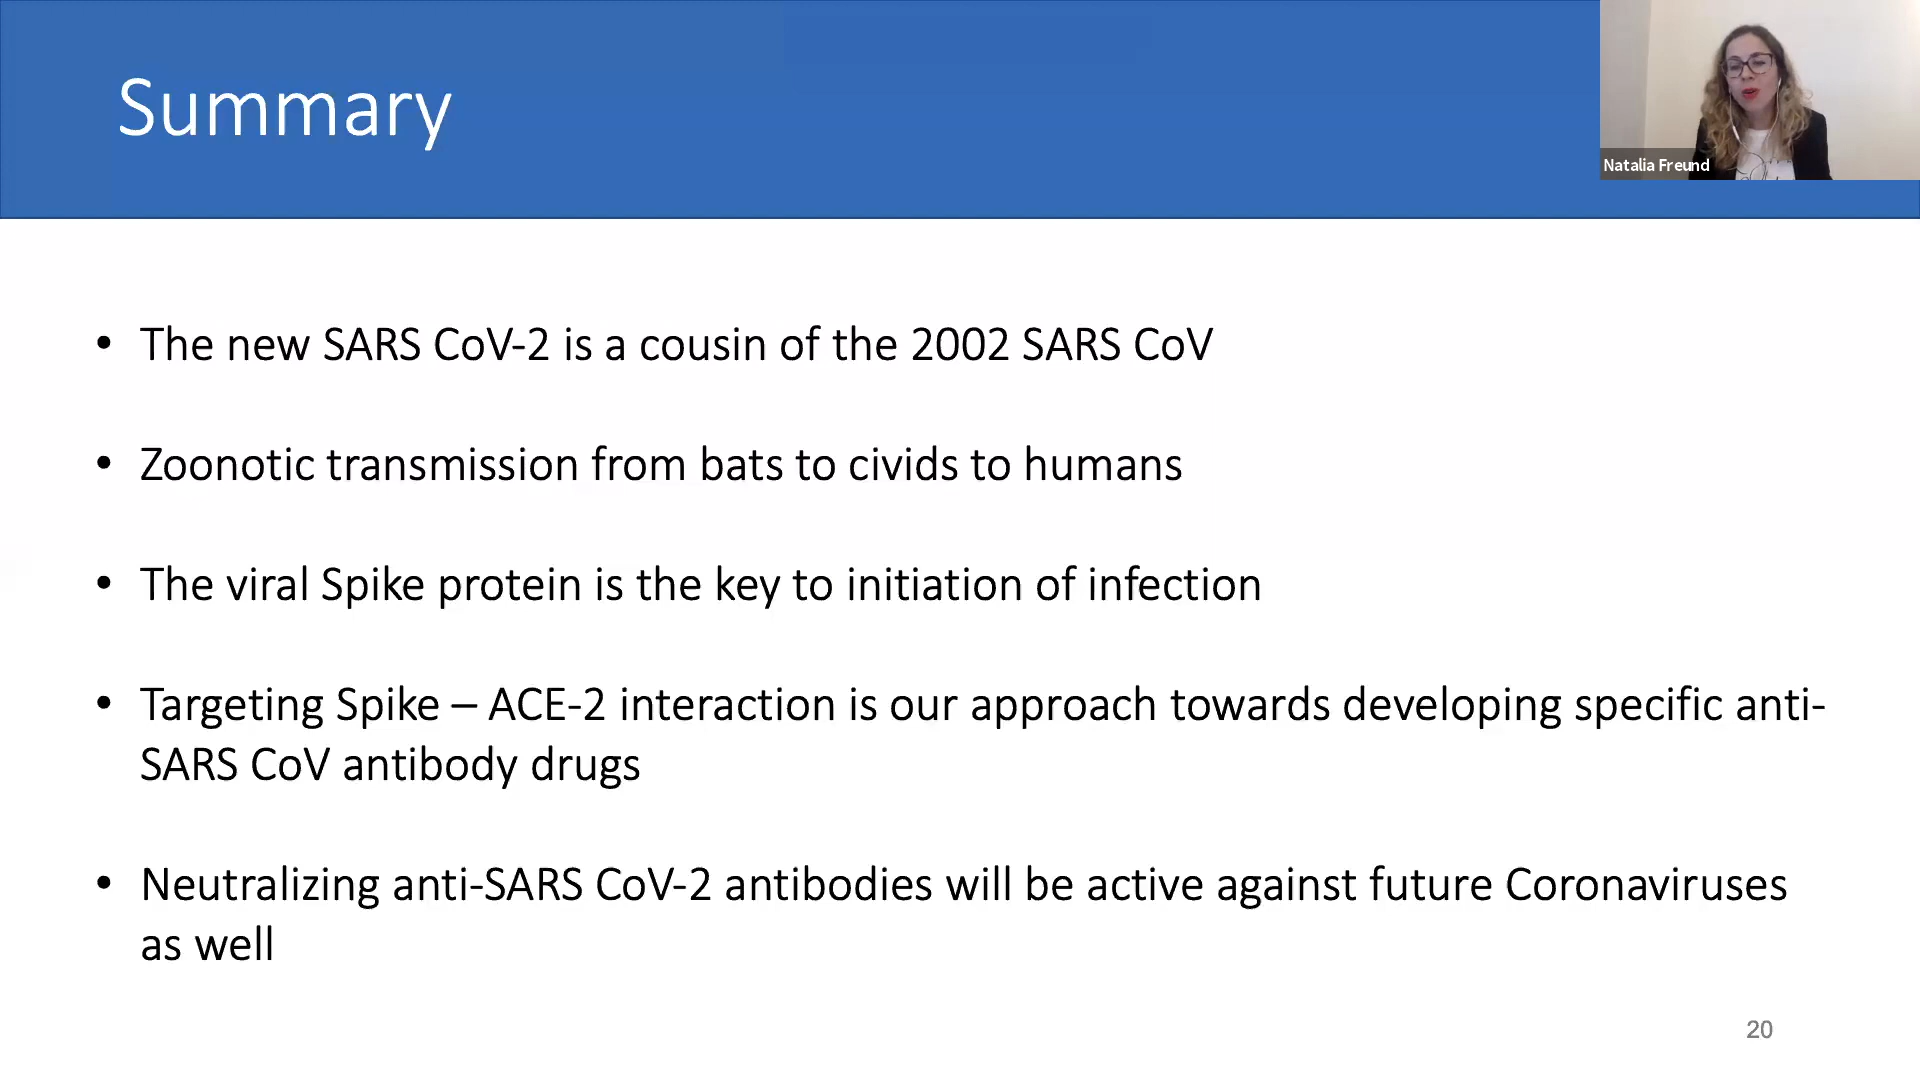 Summary
Natalia Freund
• The new SARS CoV-2 is a cousin of the 2002 SARS CoV
• Zoonotic transmission from bats to civids to humans
• The viral Spike protein is the key to initiation of infection
• Targeting Spike – ACE-2 interaction is our approach towards developing specific anti-
SARS CoV antibody drugs
• Neutralizing anti-SARS CoV-2 antibodies will be active against future Coronaviruses
as well
20